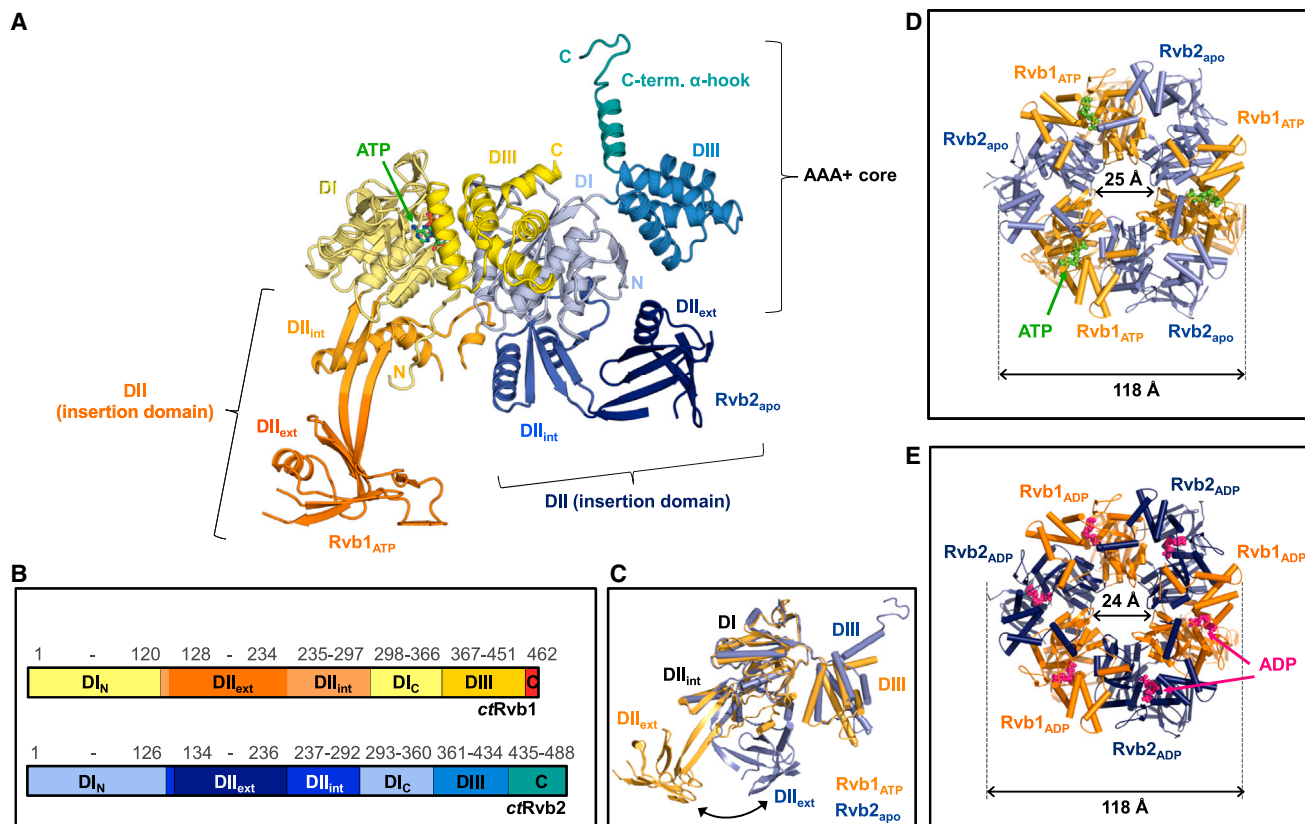 A
C
C-term. α-hook
ATP
DIII
C
DIII
DI
DI
AAA+ core
N
DIIext
DIIint
N
DII
(insertion domain)
Rvb2apo
DIIext
DIIint
DII (insertion domain)
Rvb1ATP
B
1 - 120 128 - 234 235-297 298-366 367-451 462
DIN DIIext DIIint DIC DIII C
ctRvb1
1 - 126 134 - 236 237-292 293-360 361-434 435-488
DIN DIIext DIIint DIC DIII C
ctRvb2
C
DI
DIII
DIIint
DIII
DIIext
Rvb1ATP
DIIext
Rvb2apo
D
Rvb2apo
Rvb1ATP
Rvb1ATP
Rvb2apo
25 Å
ATP
Rvb1ATP
Rvb2apo
118 Å
E
Rvb2ADP
Rvb1ADP
Rvb2ADP
Rvb1ADP
24 Å
ADP
Rvb1ADP
Rvb2ADP
118 Å